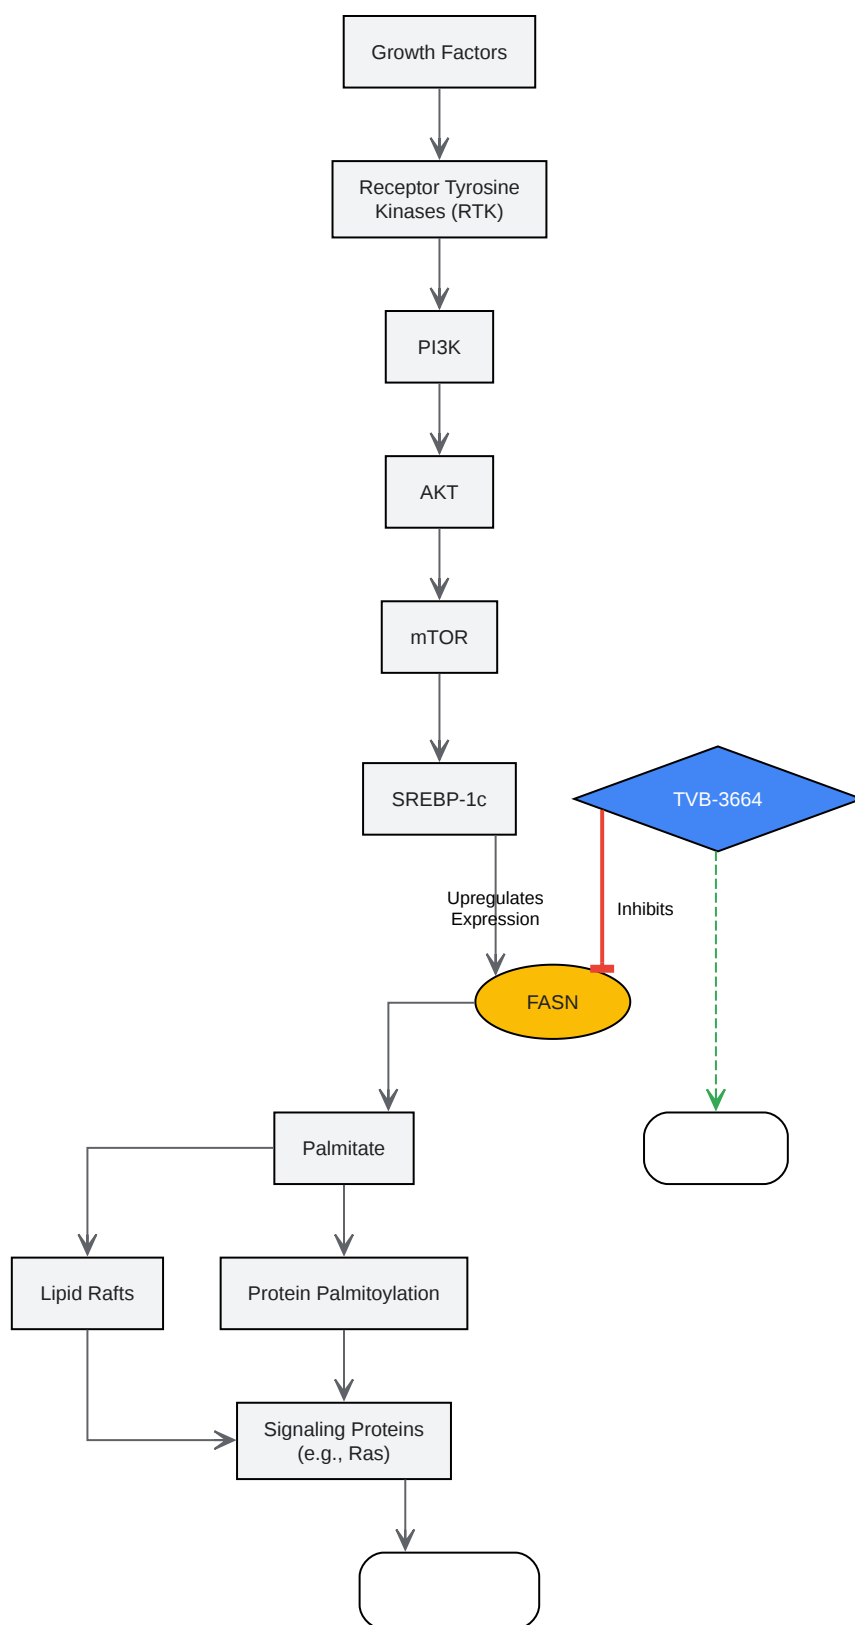 Growth Factors
Receptor Tyrosine
Kinases (RTK)
PI3K
AKT
mTOR
SREBP-1c
TVB-3664
Upregulates
Expression
Inhibits
FASN
Palmitate
Lipid Rafts
Protein Palmitoylation
Signaling Proteins
(e.g., Ras)